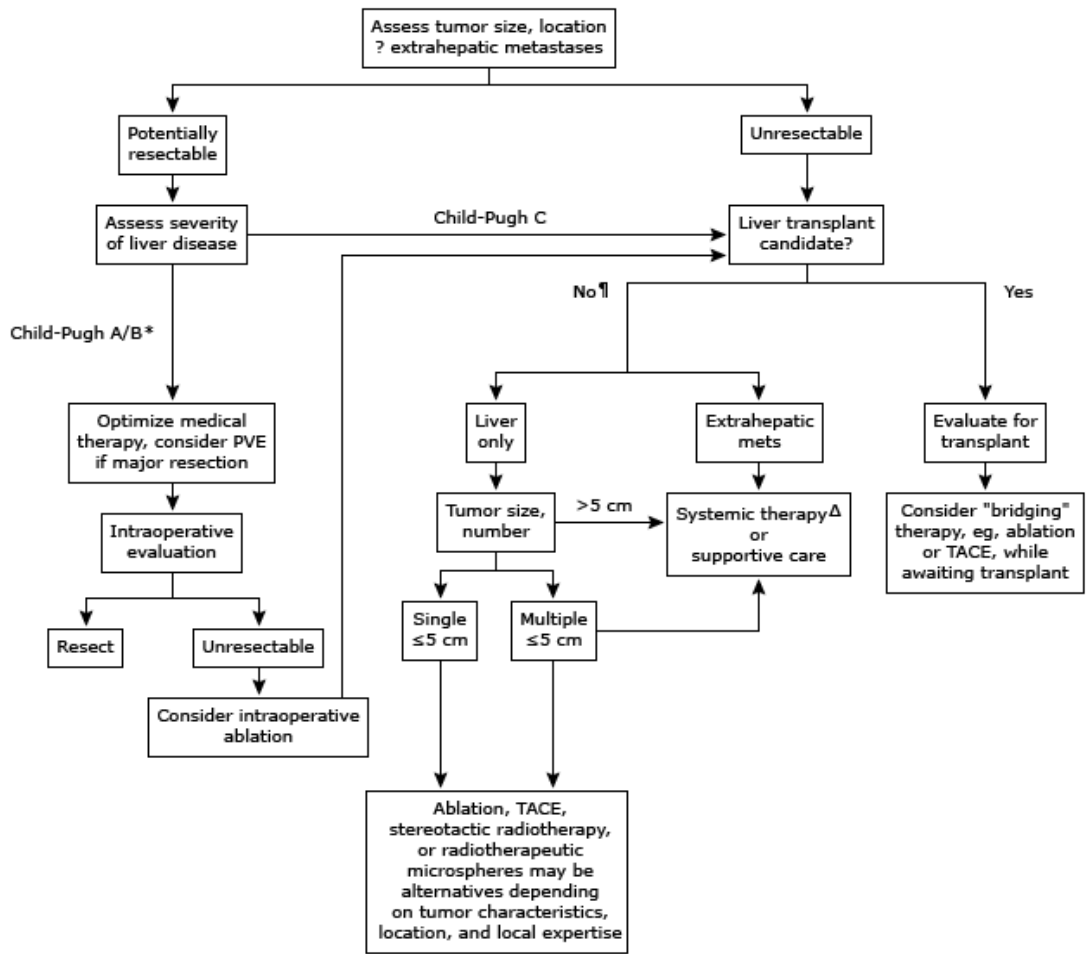 Assess tumor size, location
? extrahepatic metastases
Potentially
resectable
Unresectable
Assess severity
of liver disease
Child-Pugh C
Liver transplant
candidate?
No¶
Yes
Child-Pugh A/B*
Optimize medical
therapy, consider PVE
if major resection
Liver
only
Extrahepatic
mets
Evaluate for
transplant
Intraoperative
evaluation
Tumor size,
number
>5 cm
Systemic therapyΔ
or
supportive care
Consider "bridging"
therapy, eg, ablation
or TACE, while
awaiting transplant
Resect
Unresectable
Single
≤5 cm
Multiple
≤5 cm
Consider intraoperative
ablation
Ablation, TACE,
stereotactic radiotherapy,
or radiotherapeutic
microspheres may be
alternatives depending
on tumor characteristics,
location, and local expertise